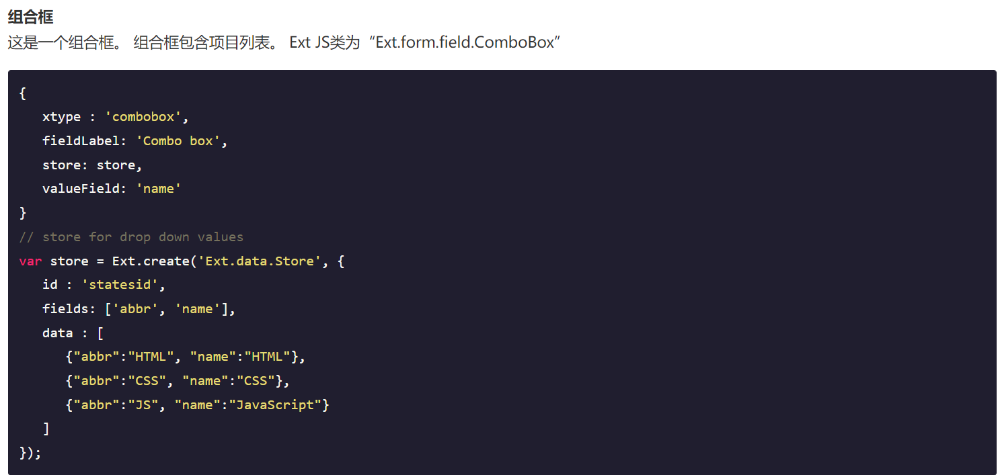 组合框
这是一个组合框。 组合框包含项目列表。 Ext JS类为“Ext.form.field.ComboBox”
{
   xtype : 'combobox',
   fieldLabel: 'Combo box',
   store: store,
   valueField: 'name'
}
// store for drop down values
var store = Ext.create('Ext.data.Store', {
   id : 'statesid',
   fields: ['abbr', 'name'],
   data : [
      {"abbr":"HTML", "name":"HTML"},
      {"abbr":"CSS", "name":"CSS"},
      {"abbr":"JS", "name":"JavaScript"}
   ]
});